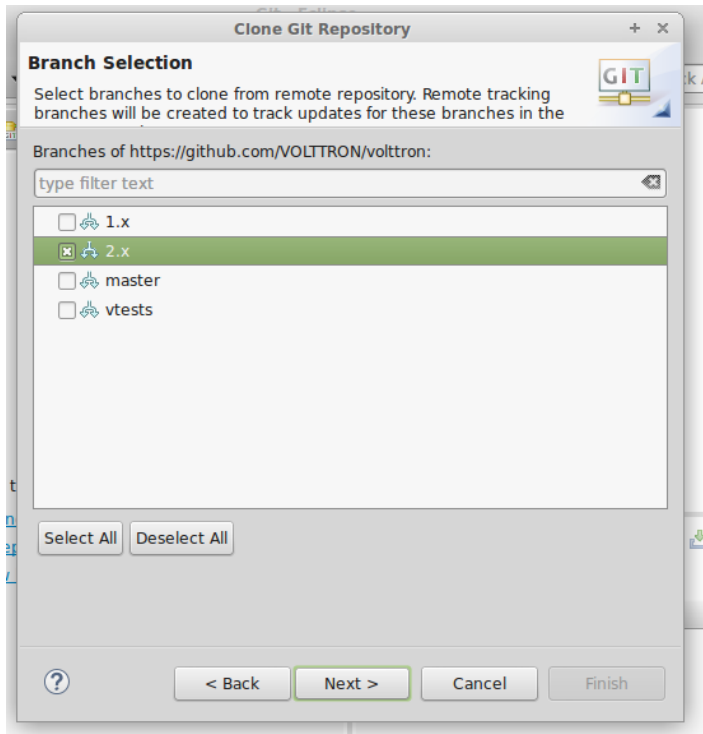 Clone Git Repository
Branch Selection
GIT
Select branches to clone from remote repository. Remote tracking
branches will be created to track updates for these branches in the
Branches of https://github.com/VOLTTRON/volttron:
type filter text
1.x
2.x
master
vtests
Select All Deselect All
? < Back Next > Cancel Finish